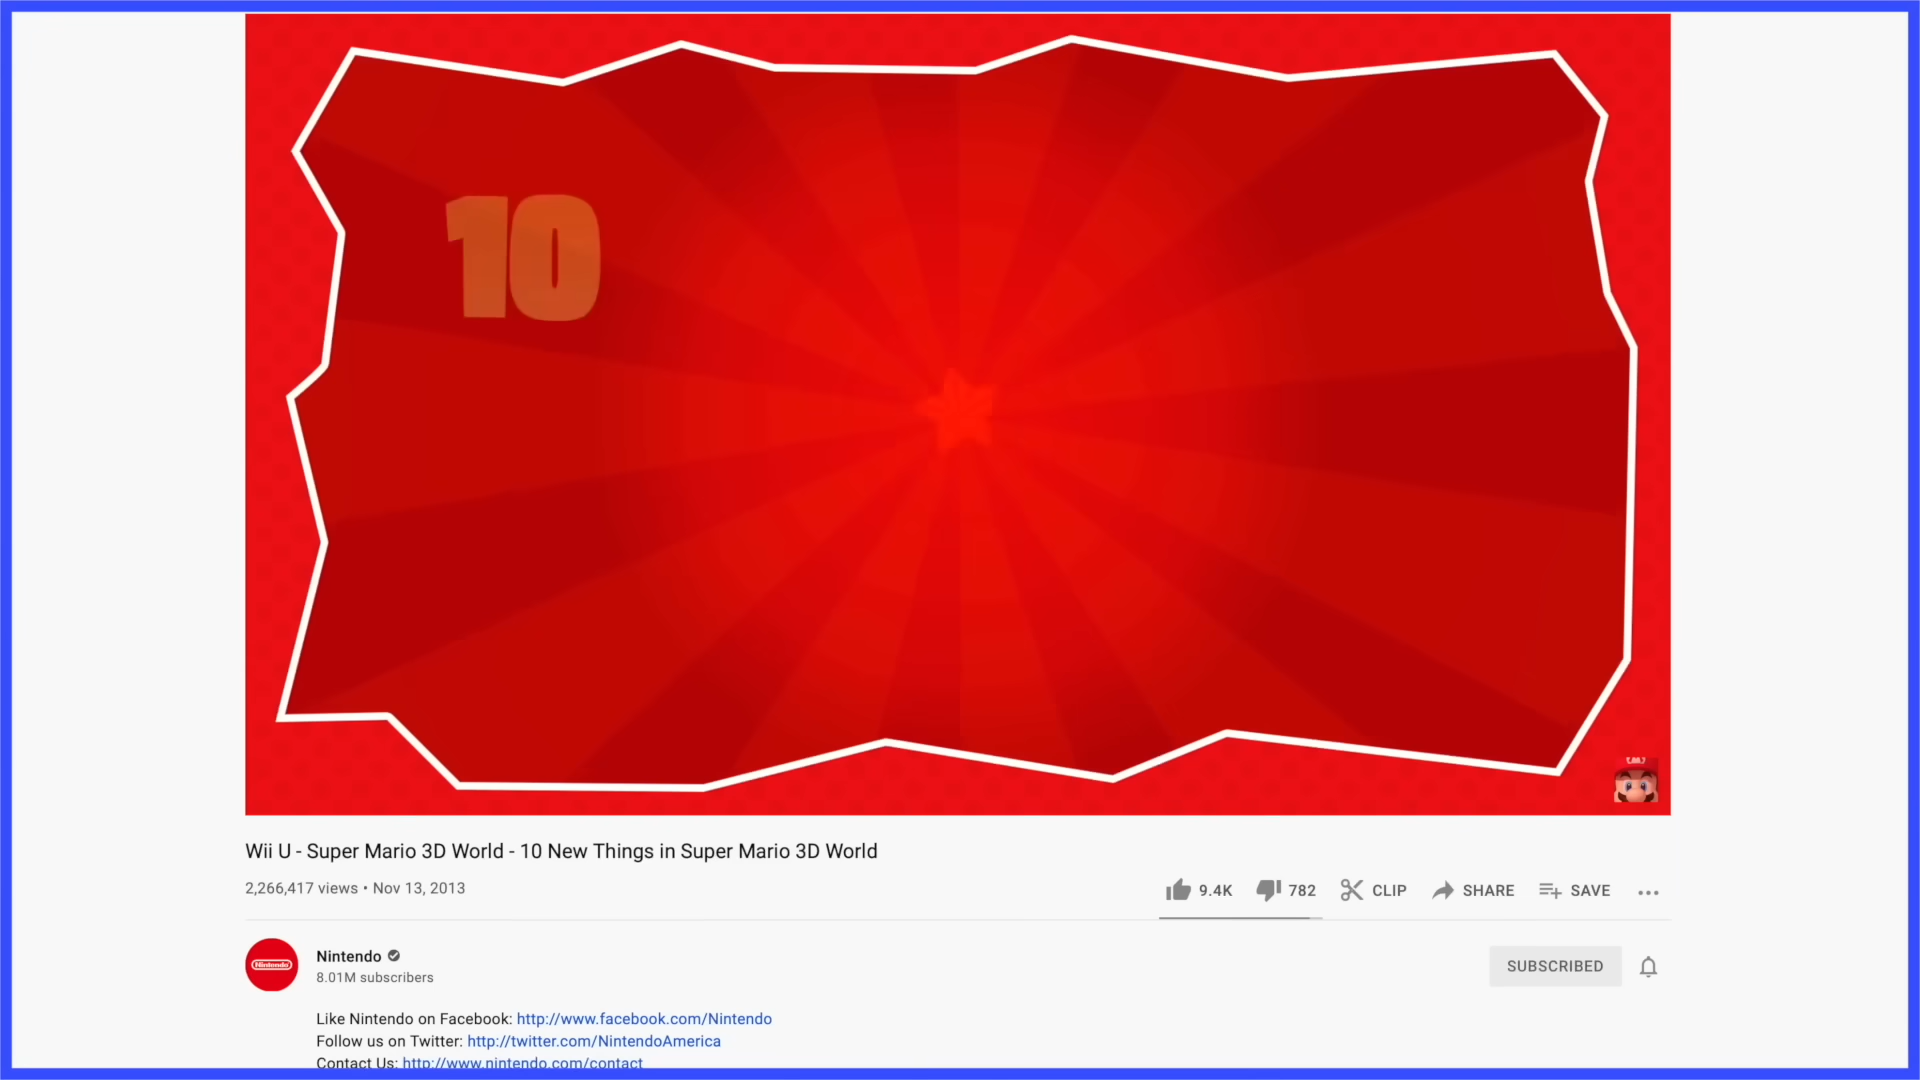 10
Wii U - Super Mario 3D World - 10 New Things in Super Mario 3D World
2,266,417 views • Nov 13, 2013
9.4K 782 CLIP SHARE SAVE
Nintendo
Nintendo
8.01M subscribers
SUBSCRIBED
Like Nintendo on Facebook: http://www.facebook.com/Nintendo
Follow us on Twitter: http://twitter.com/NintendoAmerica
Contact Us: http://www.nintendo.com/contact